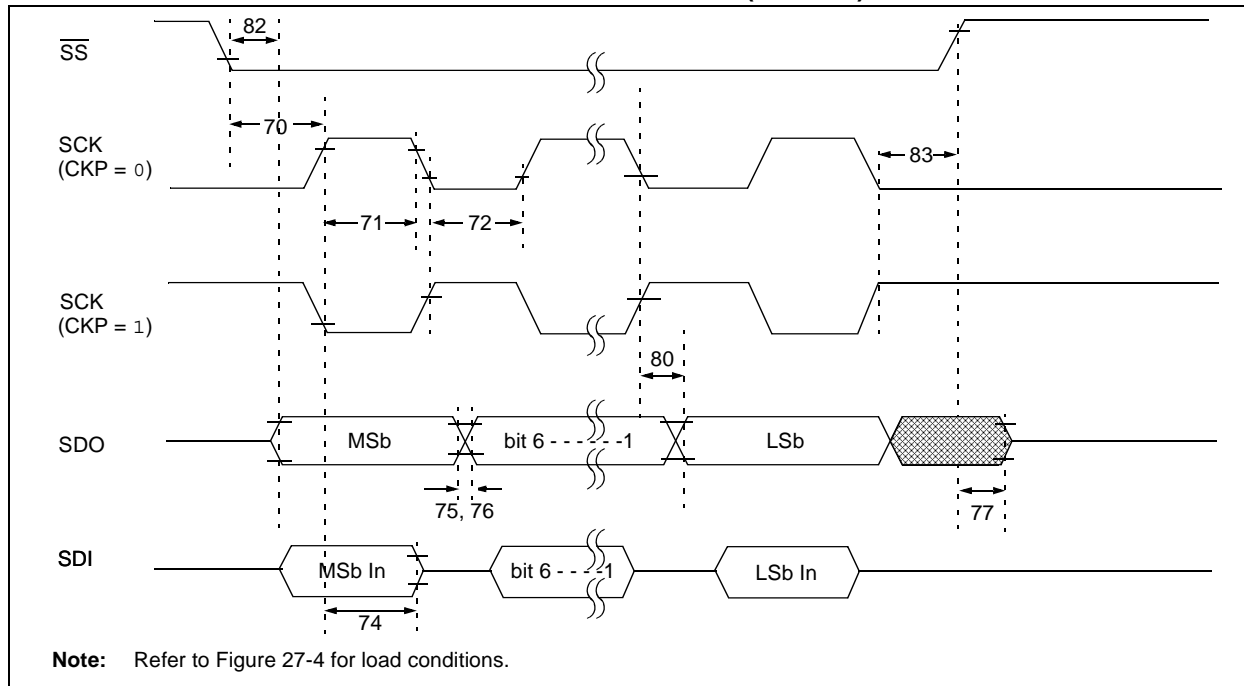 82
SS
70
SCK
(CKP = 0)
83
71
72
SCK
(CKP = 1)
80
SDO
MSb
bit 6 - - - - - -1
LSb
75, 76
77
SDI
MSb In
bit 6 - - - -1
LSb In
74
Note: Refer to Figure 27-4 for load conditions.